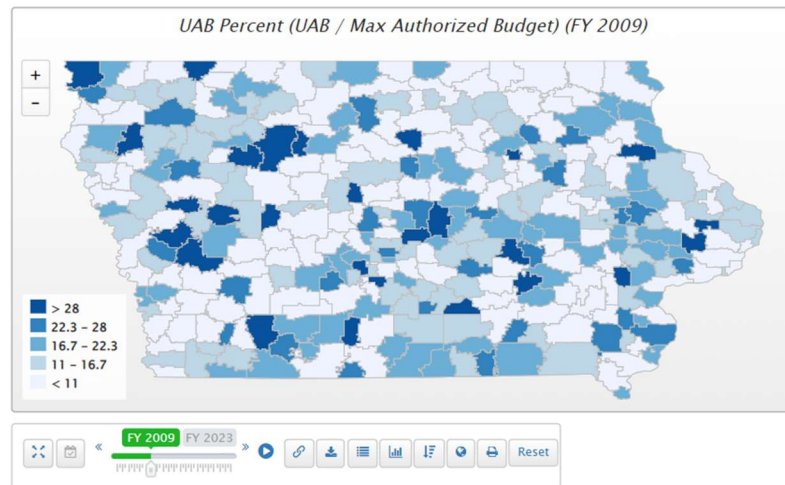 UAB Percent (UAB / Max Authorized Budget) (FY 2009)
+
–
> 28
22.3 – 28
16.7 – 22.3
11 – 16.7
< 11
« FY 2009 FY 2023 » Reset